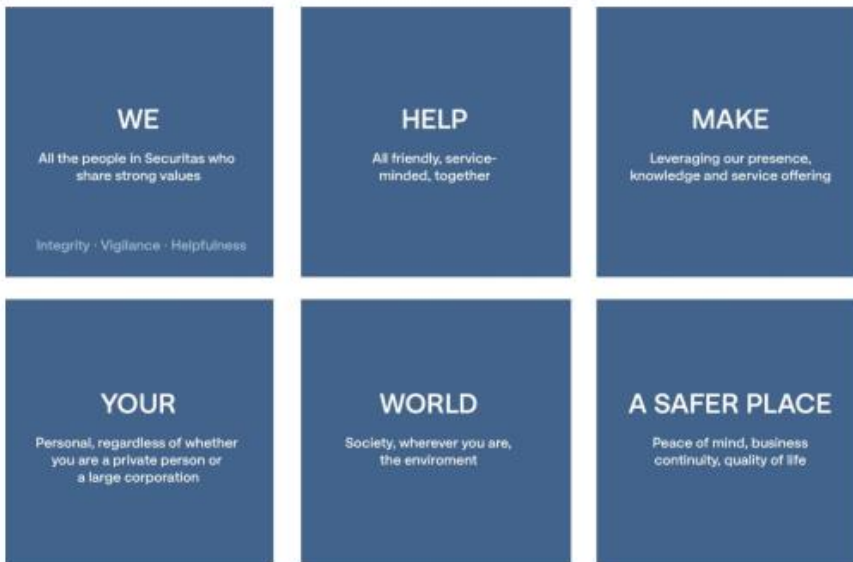 WE
All the people in Securitas who
share strong values
Integrity · Vigilance · Helpfulness
HELP
All friendly, service-
minded, together
MAKE
Leveraging our presence,
knowledge and service offering
YOUR
Personal, regardless of whether
you are a private person or
a large corporation
WORLD
Society, wherever you are,
the enviroment
A SAFER PLACE
Peace of mind, business
continuity, quality of life